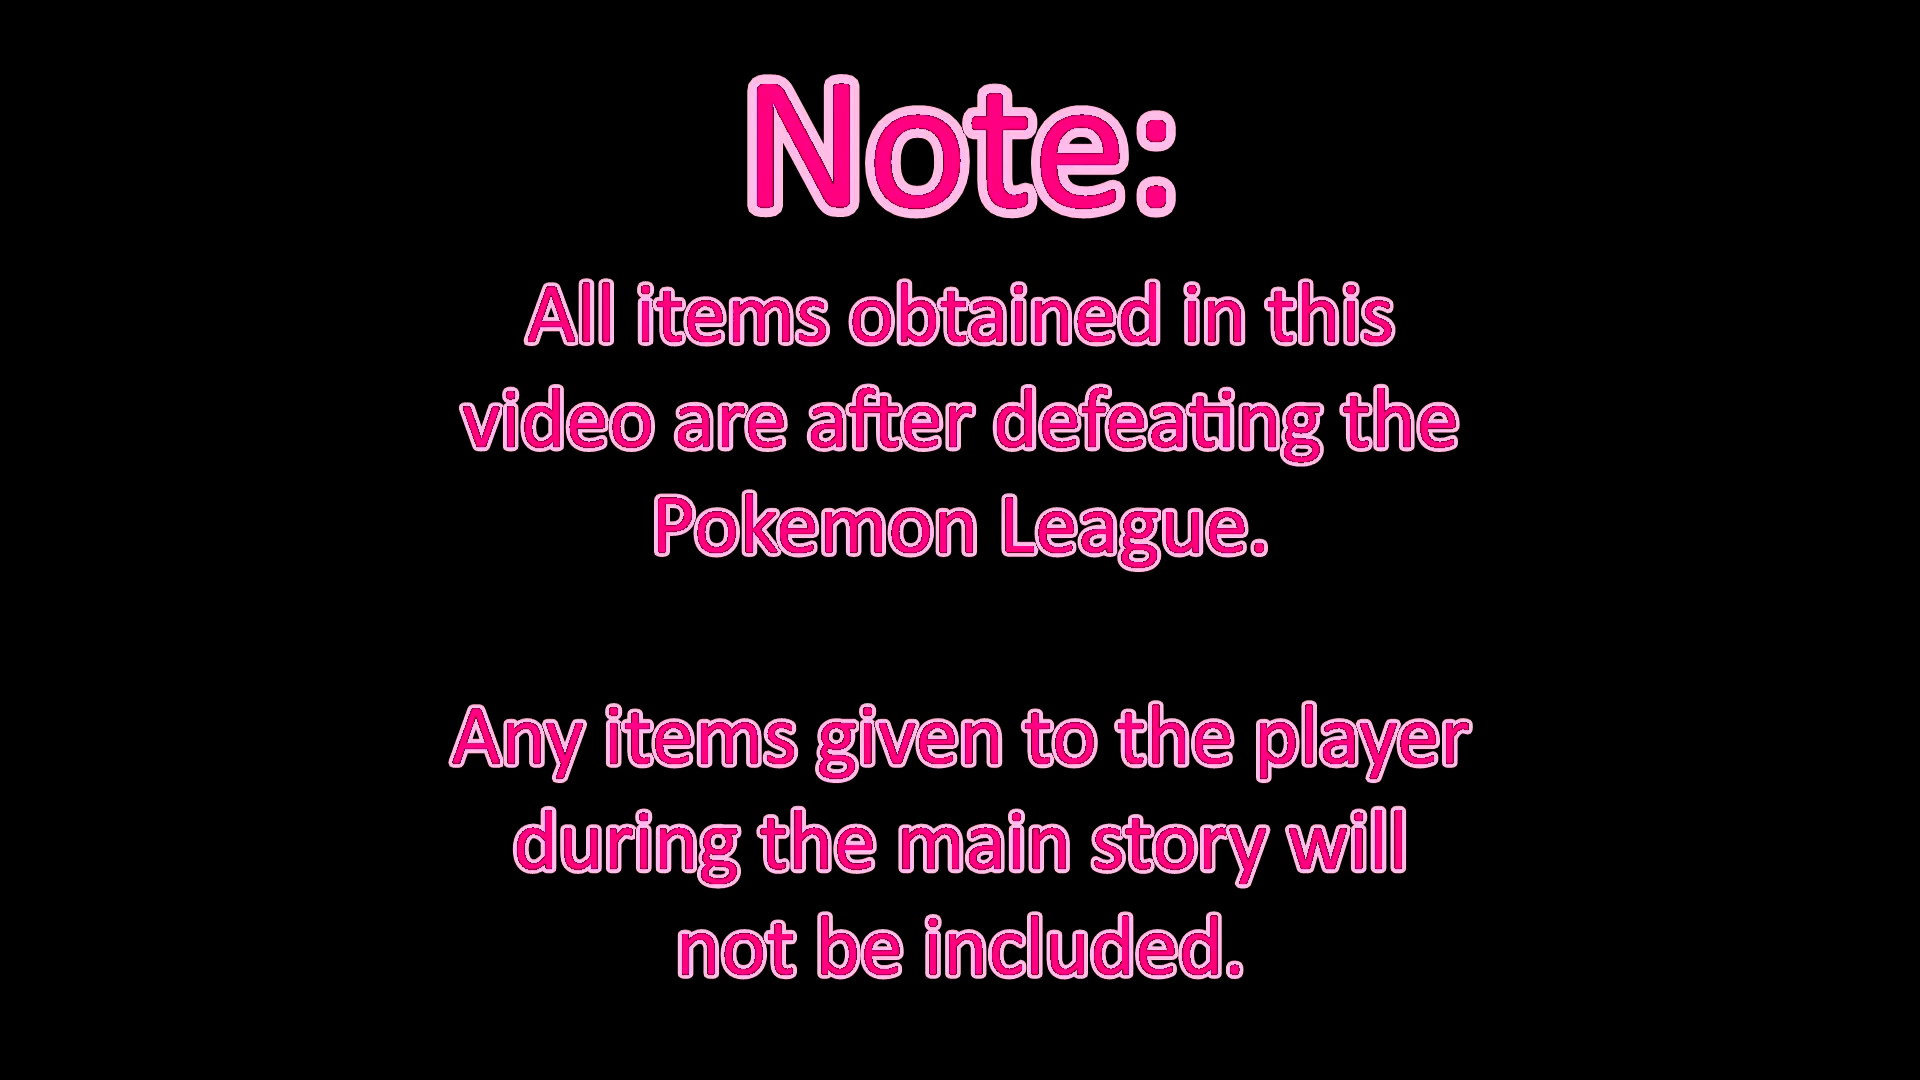 Note:
All items obtained in this
video are after defeating the
Pokemon League.
Any items given to the player
during the main story will
not be included.